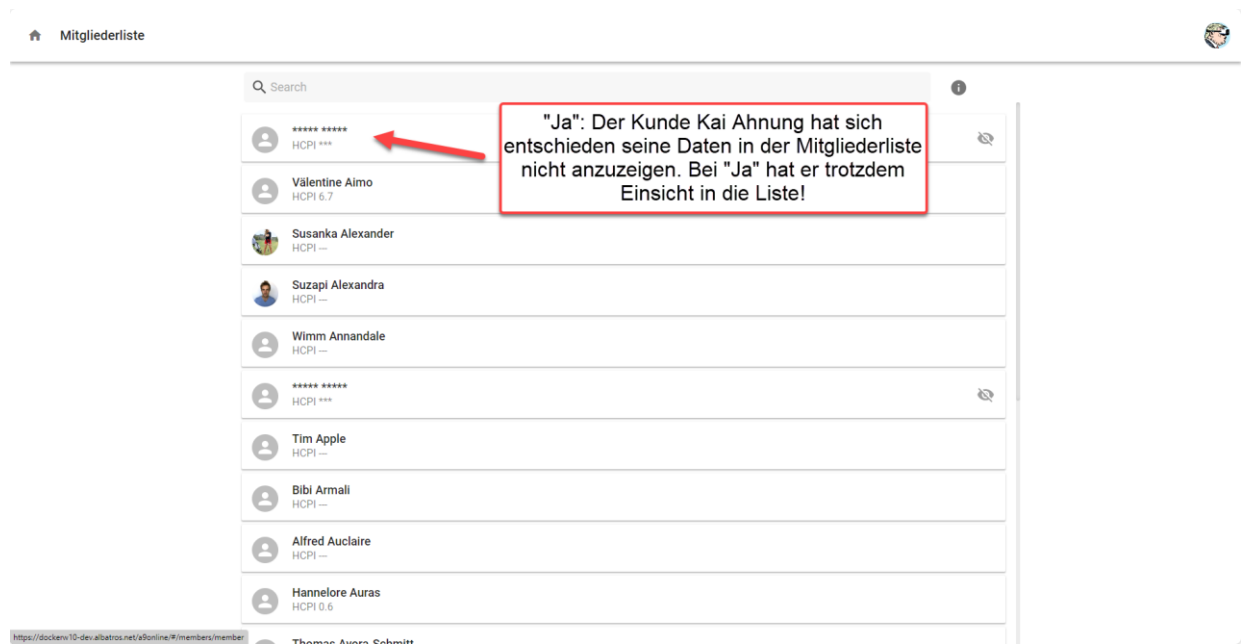 Mitgliederliste
Search
***** *****
HCPI ***
"Ja": Der Kunde Kai Ahnung hat sich
entschieden seine Daten in der Mitgliederliste
nicht anzuzeigen. Bei "Ja" hat er trotzdem
Einsicht in die Liste!
Välentine Aimo
HCPI 6.7
Susanka Alexander
HCPI —
Suzapi Alexandra
HCPI —
Wimm Annandale
HCPI —
***** *****
HCPI ***
Tim Apple
HCPI —
Bibi Armali
HCPI —
Alfred Auclaire
HCPI —
Hannelore Auras
HCPI 0.6
Thomas Avora-Schmitt
https://dockerw10-dev.albatros.net/a9online/#/members/member